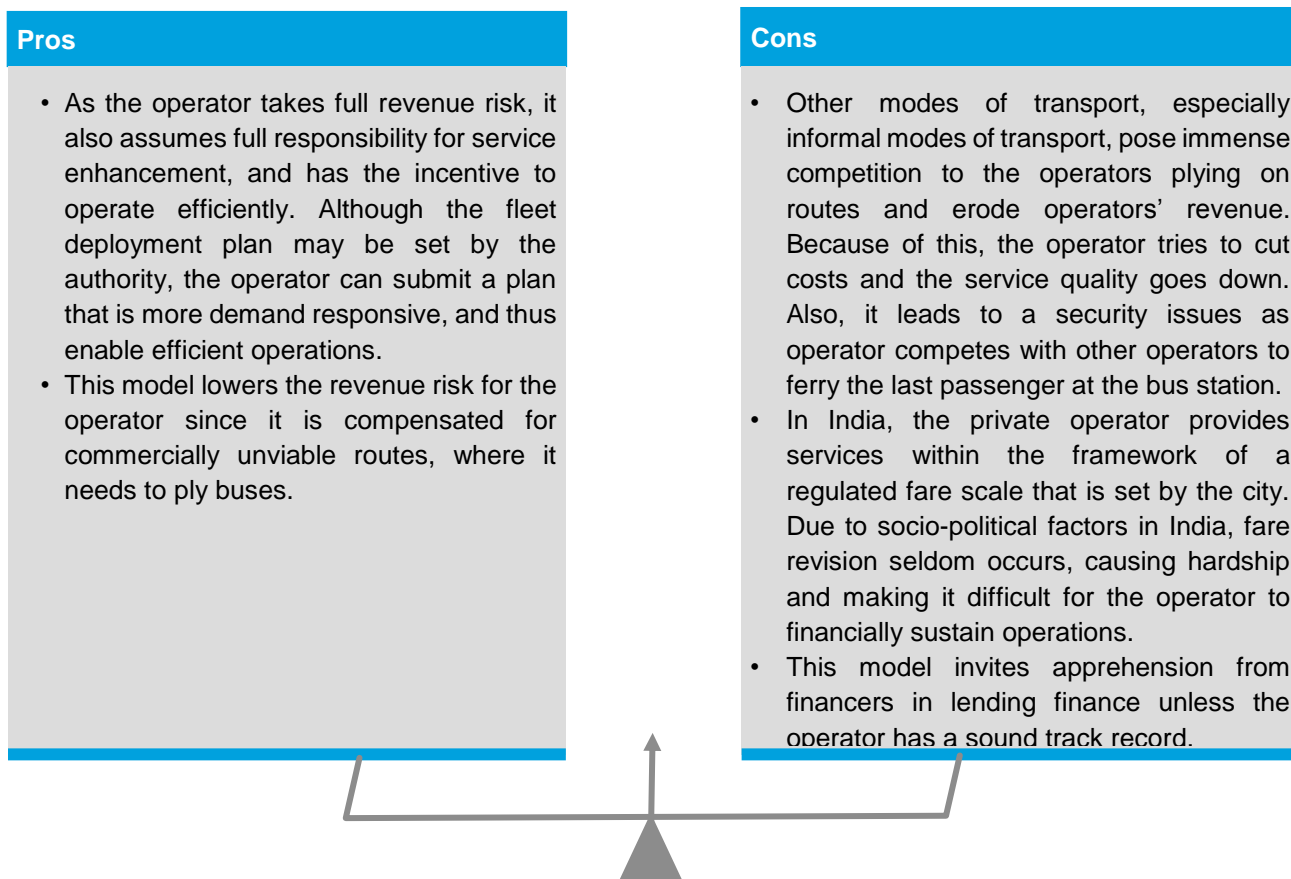 Pros
• As the operator takes full revenue risk, it
also assumes full responsibility for service
enhancement, and has the incentive to
operate efficiently. Although the fleet
deployment plan may be set by the
authority, the operator can submit a plan
that is more demand responsive, and thus
enable efficient operations.
• This model lowers the revenue risk for the
operator since it is compensated for
commercially unviable routes, where it
needs to ply buses.
Cons
• Other modes of transport, especially
informal modes of transport, pose immense
competition to the operators plying on
routes and erode operators’ revenue.
Because of this, the operator tries to cut
costs and the service quality goes down.
Also, it leads to a security issues as
operator competes with other operators to
ferry the last passenger at the bus station.
• In India, the private operator provides
services within the framework of a
regulated fare scale that is set by the city.
Due to socio-political factors in India, fare
revision seldom occurs, causing hardship
and making it difficult for the operator to
financially sustain operations.
• This model invites apprehension from
financers in lending finance unless the
operator has a sound track record.